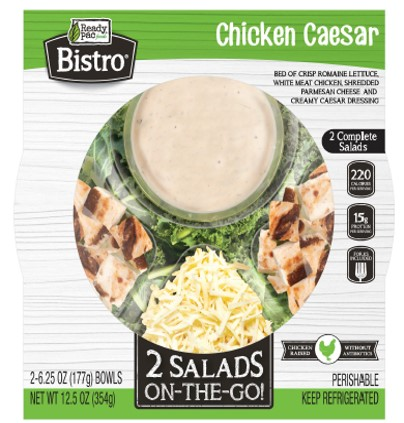 Ready
pac
foods
Bistro®
Chicken Caesar
BED OF CRISP ROMAINE LETTUCE,
WHITE MEAT CHICKEN, SHREDDED
PARMESAN CHEESE AND
CREAMY CAESAR DRESSING
2 Complete
Salads
220
CALORIES
PER SERVING
15g
PROTEIN
PER SERVING
FORK
INCLUDED
2 SALADS
ON-THE-GO!
CHICKEN
RAISED
WITHOUT
ANTIBIOTICS
2-6.25 OZ (177g) BOWLS
NET WT 12.5 OZ (354g)
PERISHABLE
KEEP REFRIGERATED